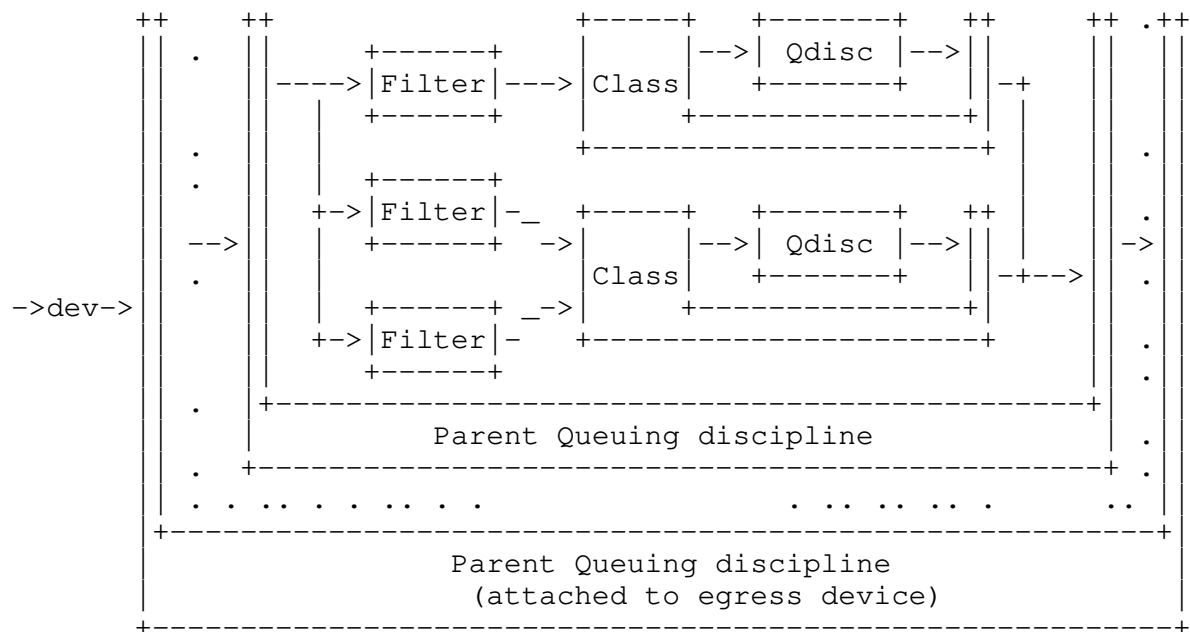 Qdisc
Filter Class
Filter
Qdisc
Class
->dev->
Filter
Parent Queuing discipline
Parent Queuing discipline
(attached to egress device)